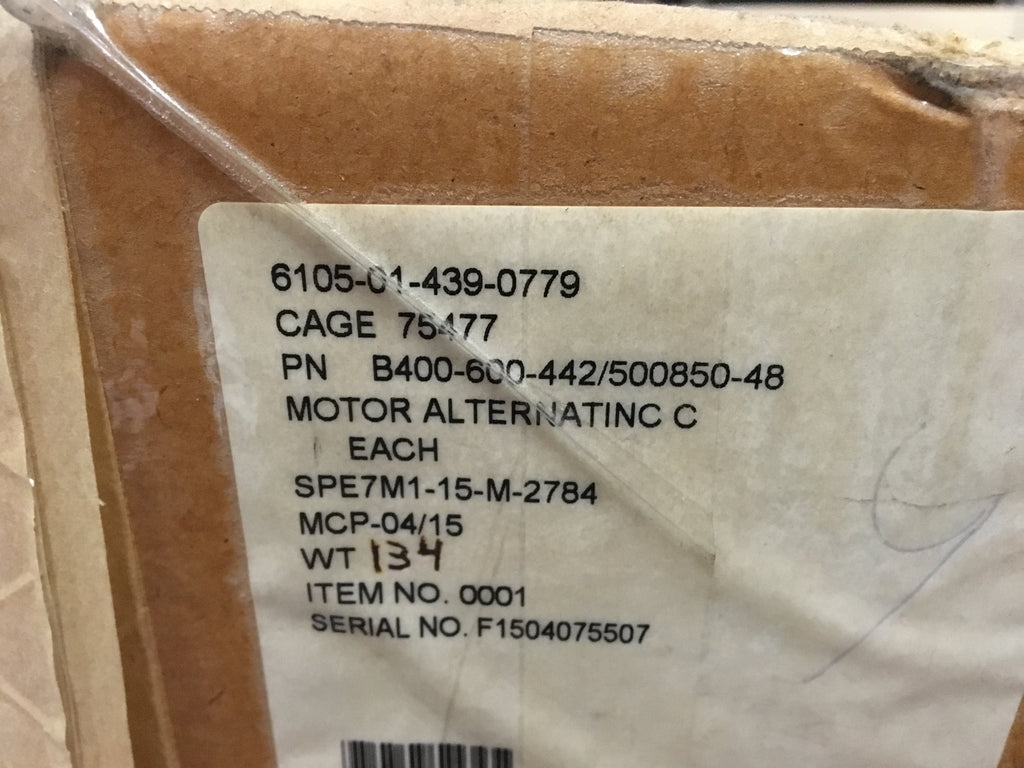 6105-01-439-0779
CAGE 75477
PN B400-600-442/500850-48
MOTOR ALTERNATINC C
EACH
SPE7M1-15-M-2784
MCP-04/15
WT 134
ITEM NO. 0001
SERIAL NO. F1504075507